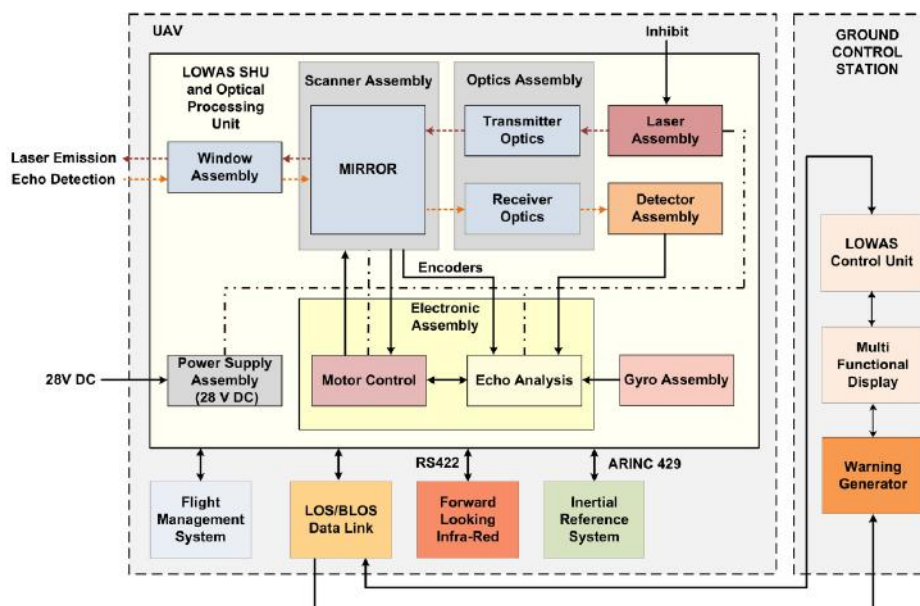 UAV
Inhibit
GROUND
CONTROL
STATION
LOWAS SHU
and Optical
Processing
Unit
Scanner Assembly
Optics Assembly
Laser Emission
Echo Detection
Window
Assembly
MIRROR
Transmitter
Optics
Laser
Assembly
Receiver
Optics
Detector
Assembly
LOWAS
Control Unit
Encoders
Electronic
Assembly
28V DC
Power Supply
Assembly
(28 V DC)
Motor Control
Echo Analysis
Gyro Assembly
Multi
Functional
Display
RS422
ARINC 429
Warning
Generator
Flight
Management
System
LOS/BLOS
Data Link
Forward
Looking
Infra-Red
Inertial
Reference
System